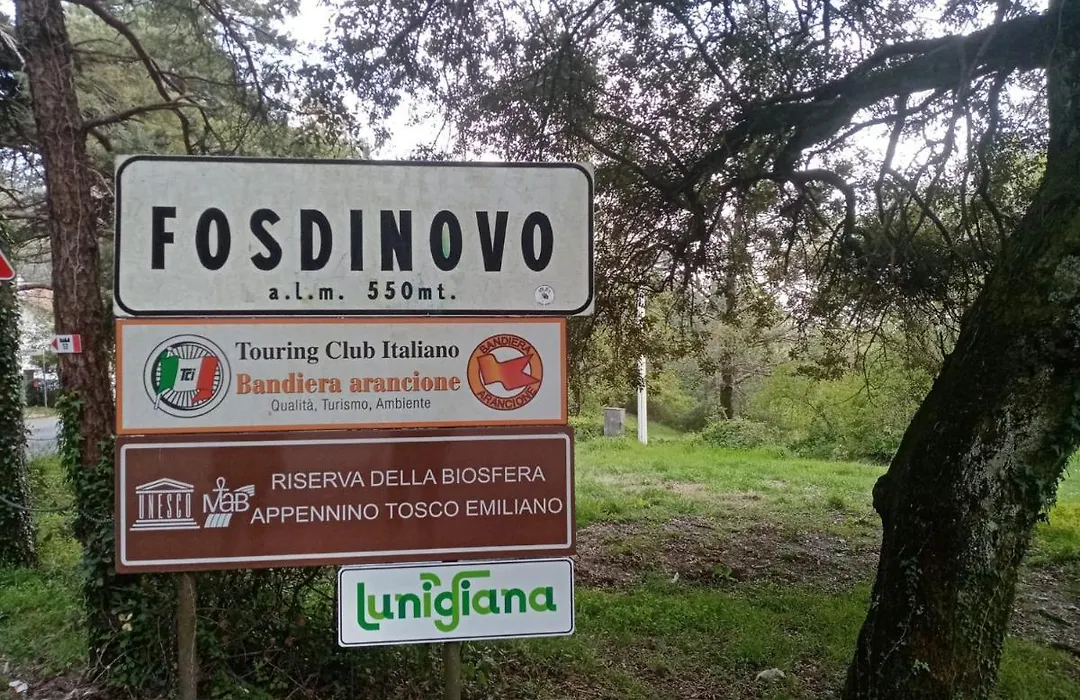 FOSDINOVO
a.l.m. 550mt.
Tci
Touring Club Italiano
Bandiera arancione
Qualità, Turismo, Ambiente
BANDIERA
ARANCIONE
UNESCO
MaB
RISERVA DELLA BIOSFERA
APPENNINO TOSCO EMILIANO
Lunigiana